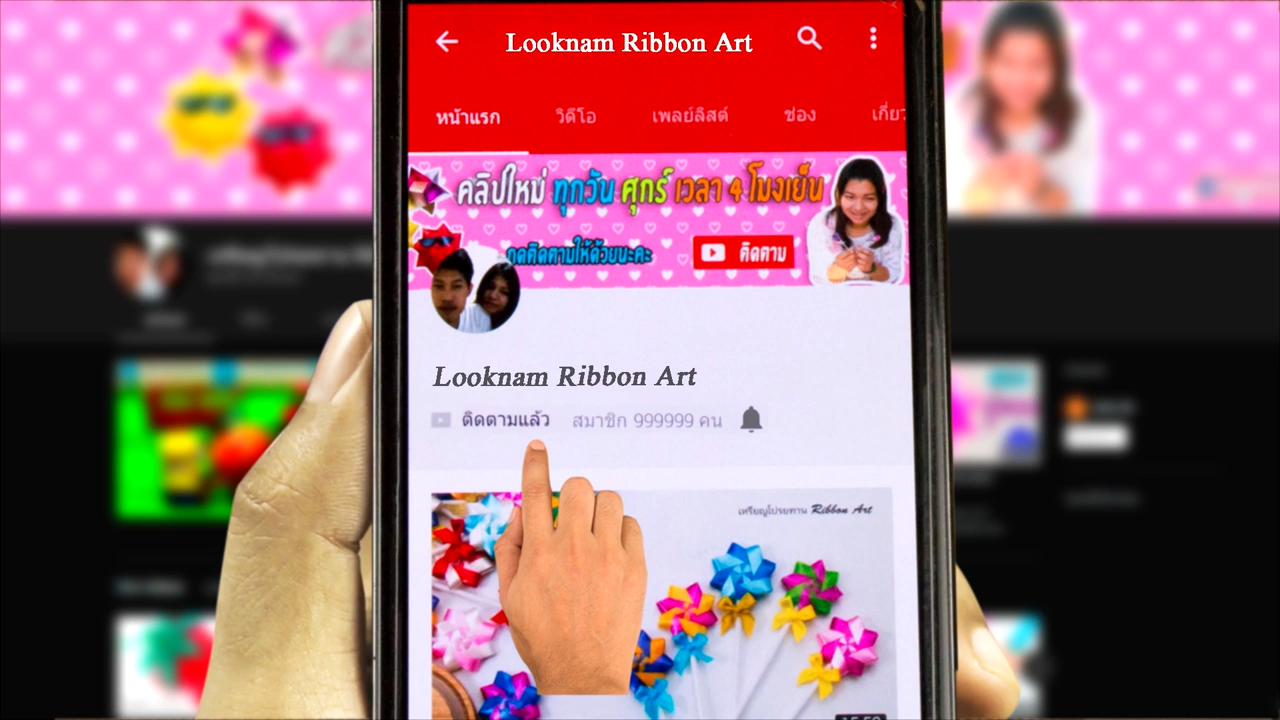 Looknam Ribbon Art
หน้าแรก วิดีโอ เพลย์ลิสต์ ช่อง เกี่ยว
คลิปใหม่ ทุกวัน ศุกร์ เวลา 4 โมงเย็น
กดติดตามให้ด้วยนะคะ ติดตาม
Looknam Ribbon Art
ติดตามแล้ว สมาชิก 999999 คน
เหรียญโปรยทาน Ribbon Art